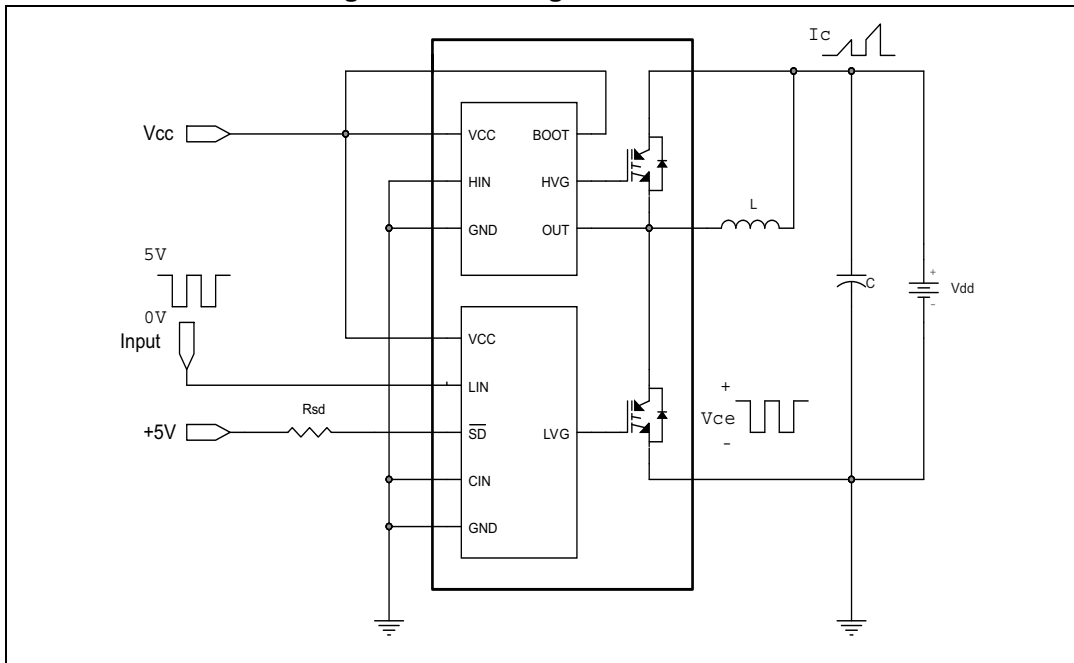 Ic
Vcc
VCC
BOOT
HIN
HVG
GND
OUT
L
5V
0V
Input
C
+
Vdd
-
VCC
LIN
Rsd
+5V
SD
LVG
+
Vce
-
CIN
GND